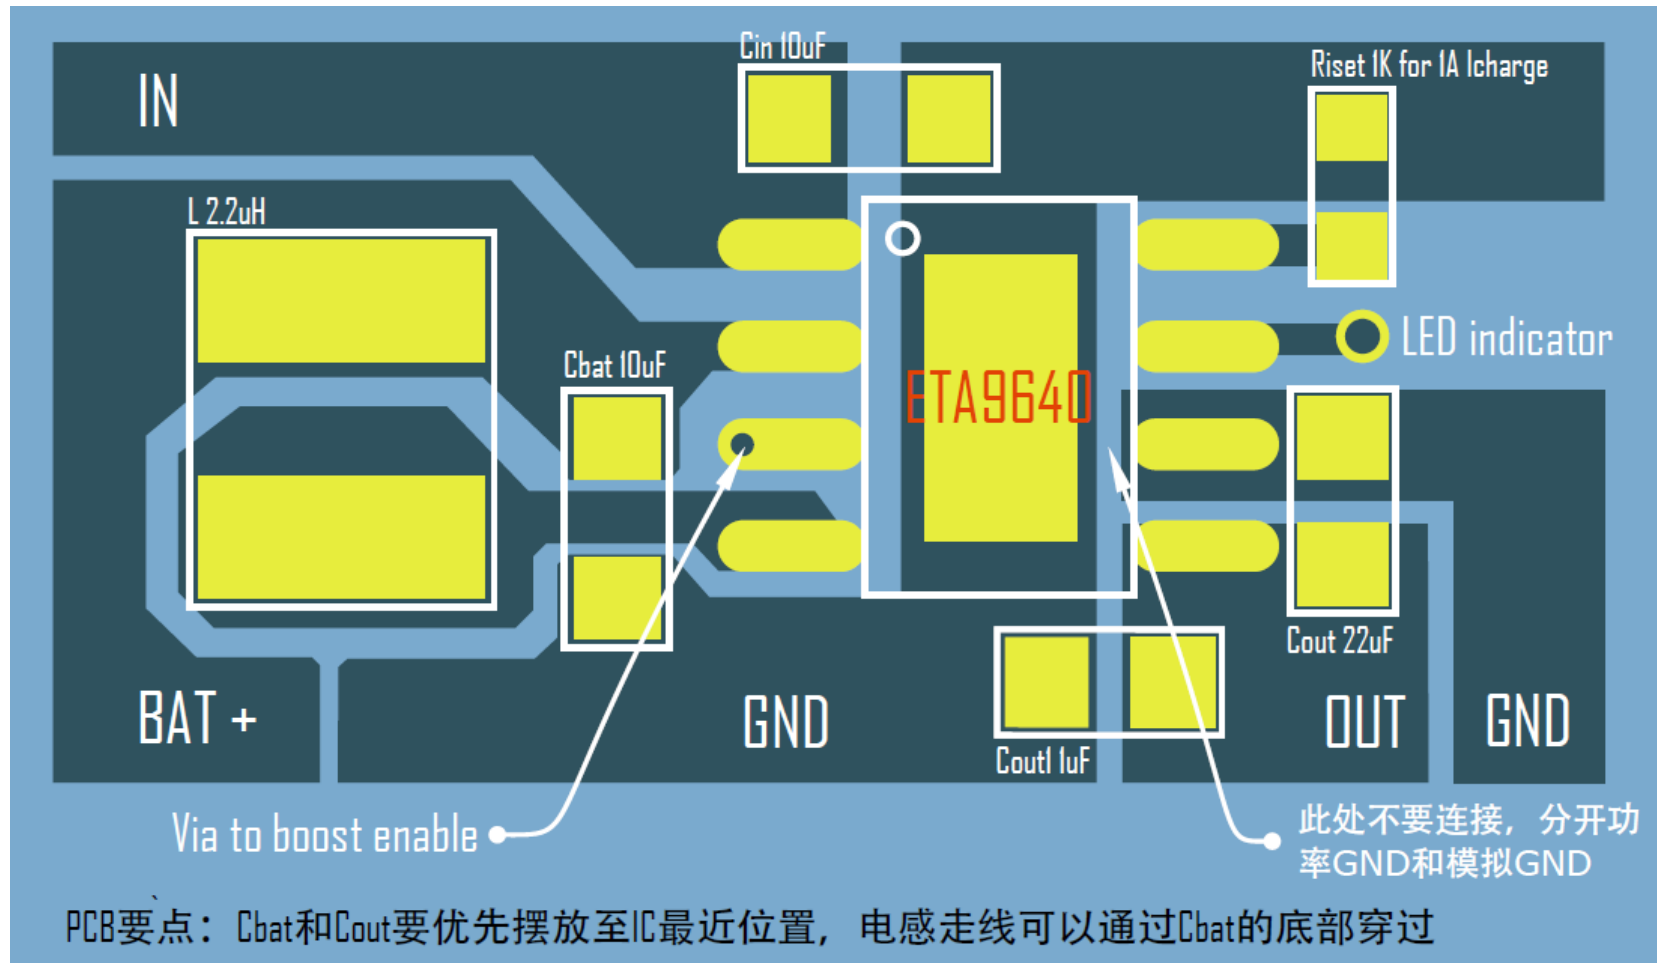 Cin 10uF
Riset 1K for 1A Icharge
IN
L 2.2uH
LED indicator
Cbat 10uF
ETA9640
Cout 22uF
BAT +
GND
OUT
GND
Cout1 1uF
Via to boost enable
此处不要连接，分开功
率GND和模拟GND
PCB要点：Cbat和Cout要优先摆放至IC最近位置，电感走线可以通过Cbat的底部穿过